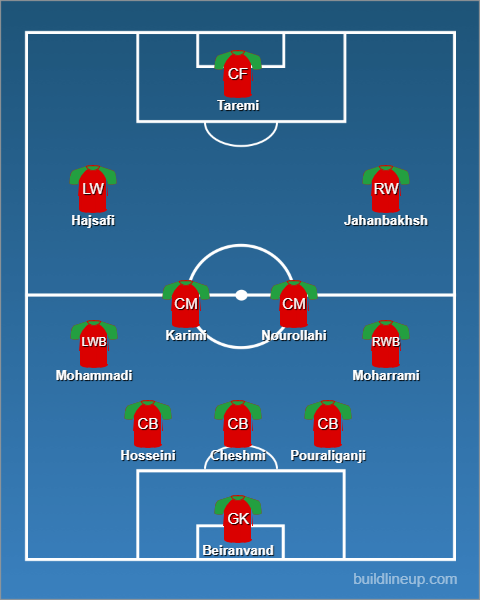 CF
Taremi
LW
RW
Hajsafi
Jahanbakhsh
CM
CM
Karimi
Nourollahi
LWB
RWB
Mohammadi
Moharrami
CB
CB
CB
Hosseini
Cheshmi
Pouraliganji
GK
Beiranvand
buildlineup.com